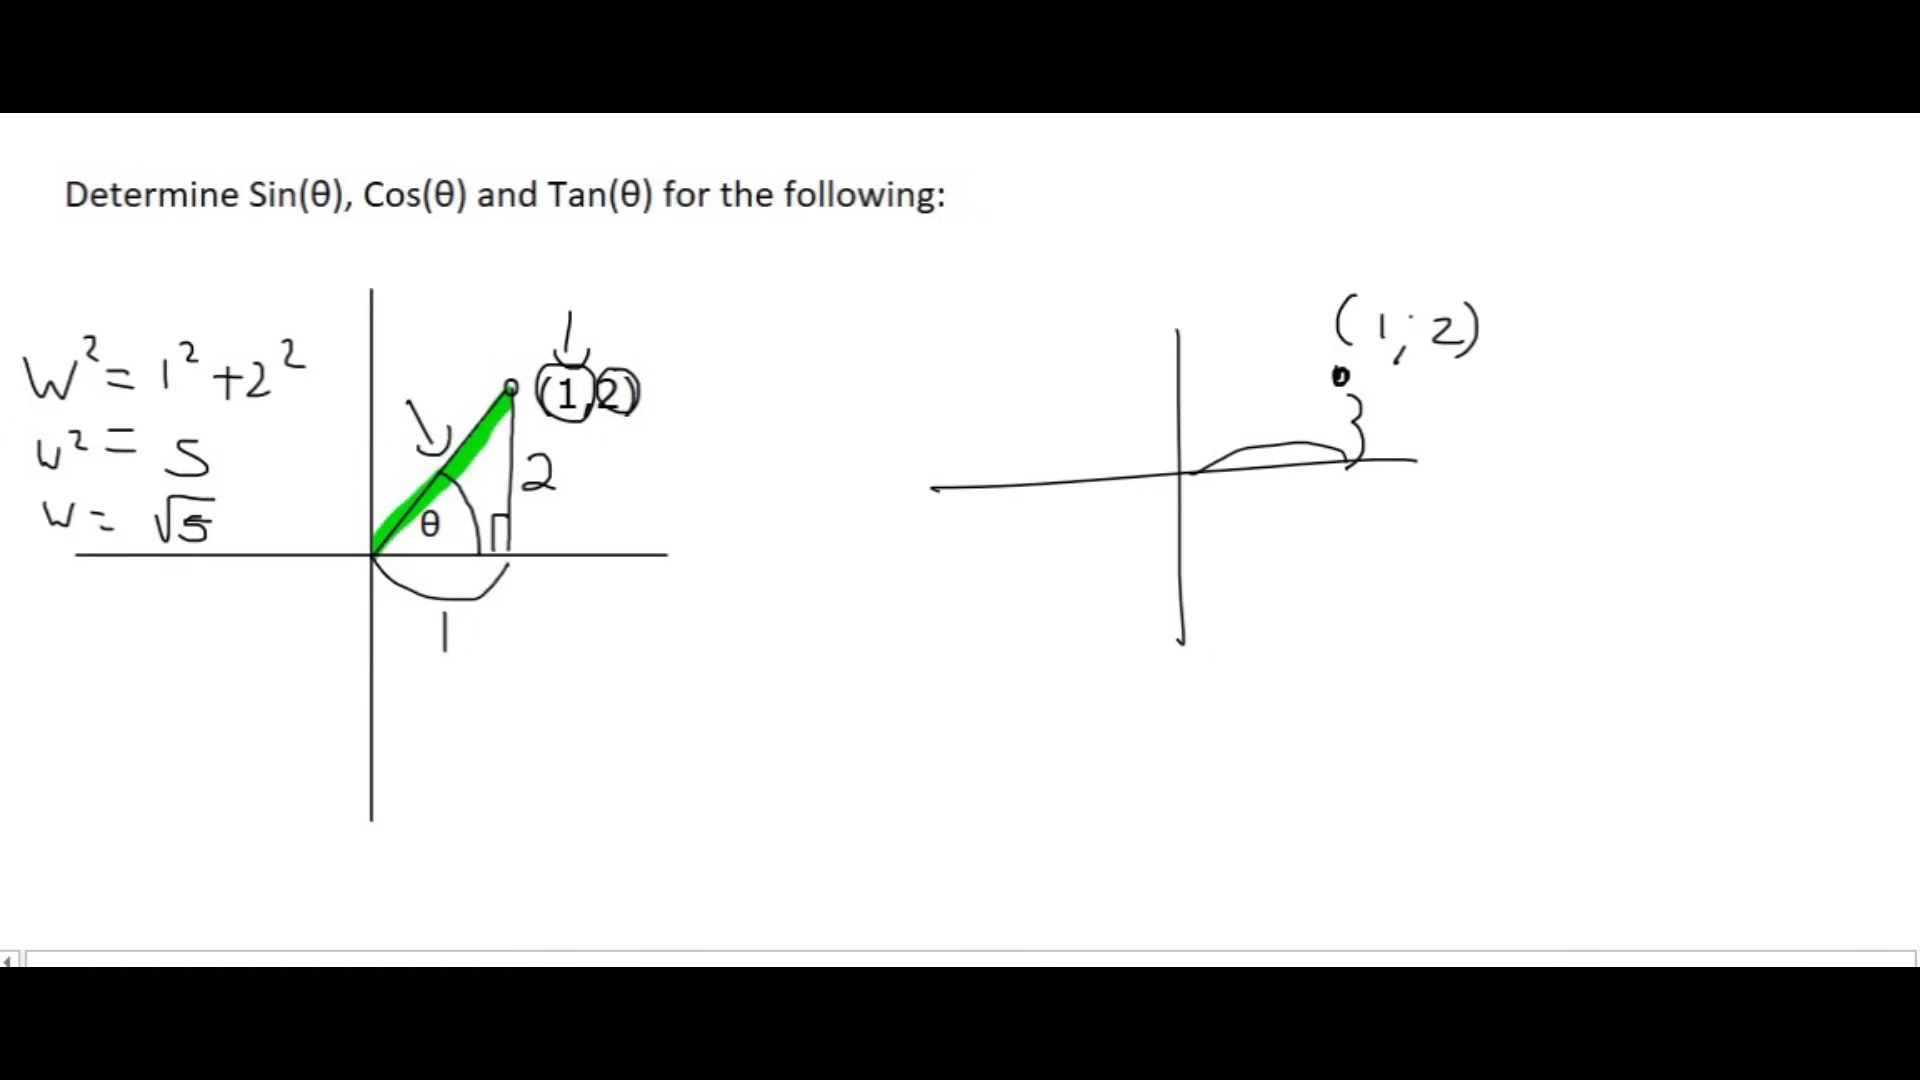 Determine Sin(θ), Cos(θ) and Tan(θ) for the following:
W² = 1² + 2²
w² = 5
w = √5
(1,2)
2
θ
1
(1;2)